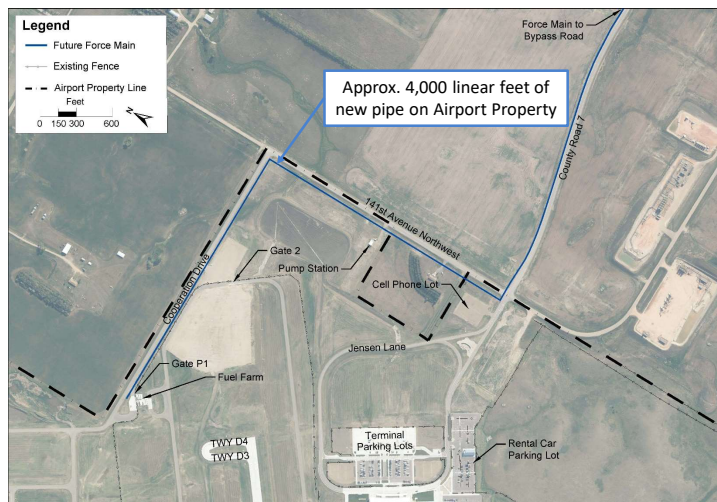 Legend
Future Force Main
Existing Fence
Airport Property Line
Feet
0 150 300 600
N
Force Main to
Bypass Road
Approx. 4,000 linear feet of
new pipe on Airport Property
County Road 7
141st Avenue Northwest
Cooperation Drive
Gate 2
Pump Station
Cell Phone Lot
Jensen Lane
Gate P1
Fuel Farm
TWY D4
TWY D3
Terminal
Parking Lots
Rental Car
Parking Lot